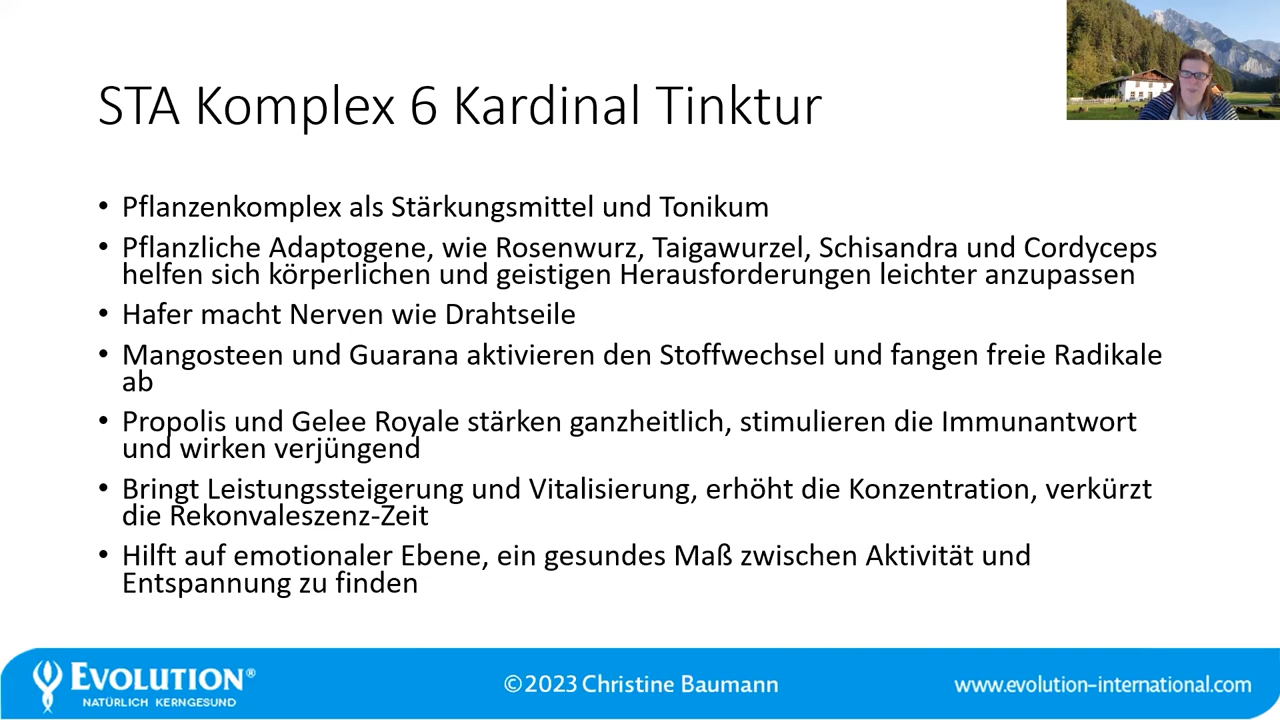 STA Komplex 6 Kardinal Tinktur
• Pflanzenkomplex als Stärkungsmittel und Tonikum
• Pflanzliche Adaptogene, wie Rosenwurz, Taigawurzel, Schisandra und Cordyceps
helfen sich körperlichen und geistigen Herausforderungen leichter anzupassen
• Hafer macht Nerven wie Drahtseile
• Mangosteen und Guarana aktivieren den Stoffwechsel und fangen freie Radikale
ab
• Propolis und Gelee Royale stärken ganzheitlich, stimulieren die Immunantwort
und wirken verjüngend
• Bringt Leistungssteigerung und Vitalisierung, erhöht die Konzentration, verkürzt
die Rekonvaleszenz-Zeit
• Hilft auf emotionaler Ebene, ein gesundes Maß zwischen Aktivität und
Entspannung zu finden
EVOLUTION®
NATÜRLICH KERNGESUND
©2023 Christine Baumann
www.evolution-international.com